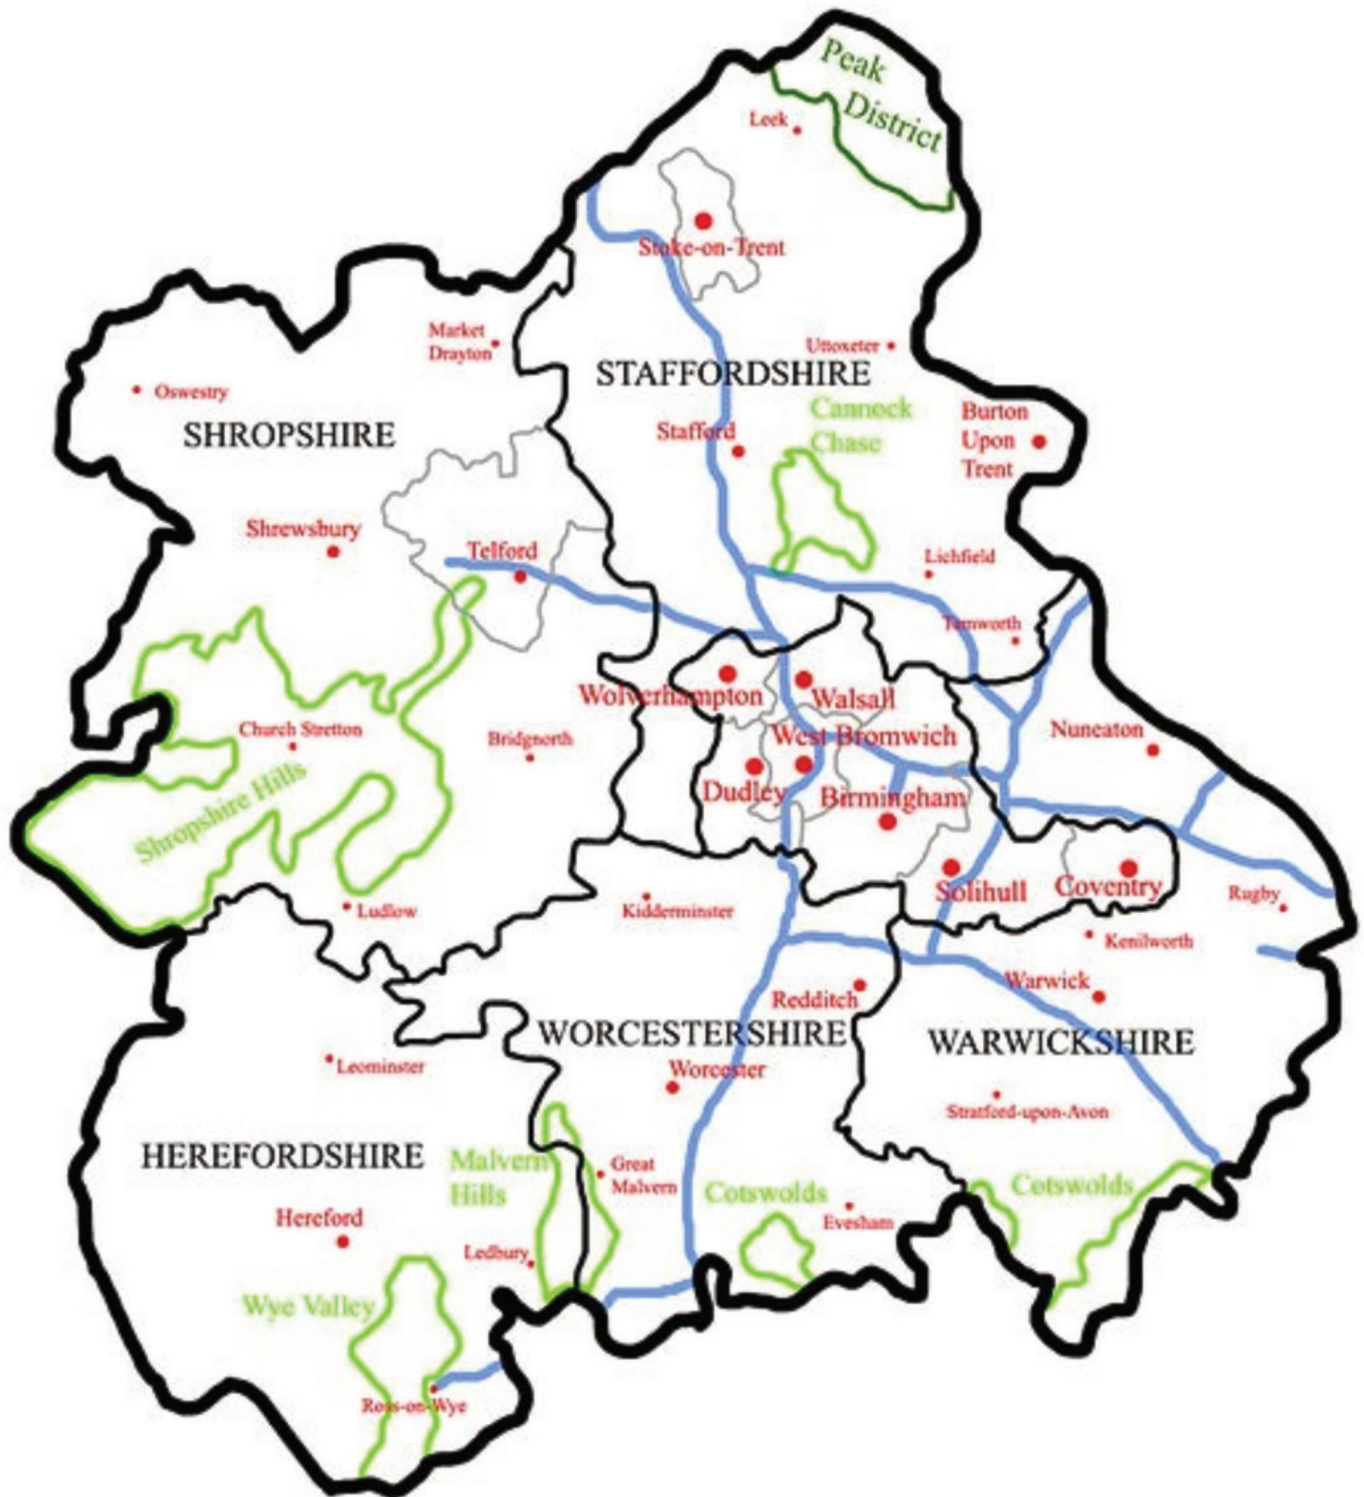 Peak
District
Leek
Stoke-on-Trent
Market
Drayton
Uttoxeter
STAFFORDSHIRE
Oswestry
Cannock
Chase
Burton
Upon
Trent
SHROPSHIRE
Stafford
Shrewsbury
Telford
Lichfield
Tamworth
Wolverhampton
Walsall
Church Stretton
Bridgnorth
West Bromwich
Nuneaton
Shropshire Hills
Dudley
Birmingham
Solihull
Coventry
Rugby
Ludlow
Kidderminster
Kenilworth
Warwick
Redditch
WORCESTERSHIRE
WARWICKSHIRE
Leominster
Worcester
Stratford-upon-Avon
HEREFORDSHIRE
Malvern
Hills
Great
Malvern
Cotswolds
Cotswolds
Hereford
Evesham
Ledbury
Wye Valley
Ross-on-Wye